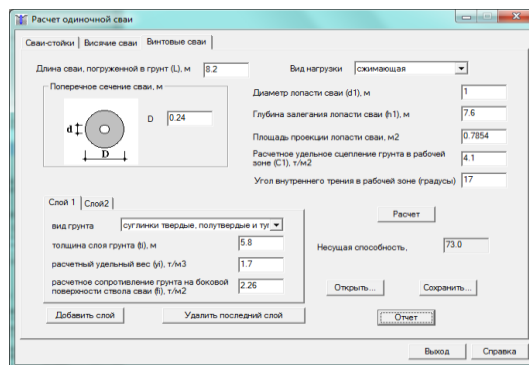 Расчет одиночной сваи
Сваи-стойки Висячие сваи Винтовые сваи
Длина сваи, погруженной в грунт (L), м 8.2
Вид нагрузки сжимающая
Поперечное сечение сваи, м
d
D
D 0.24
Диаметр лопасти сваи (d1), м 1
Глубина залегания лопасти сваи (h1), м 7.6
Площадь проекции лопасти сваи, м2 0.7854
Расчетное удельное сцепление грунта в рабочей
зоне (C1), т/м2 4.1
Угол внутреннего трения в рабочей зоне (градусы) 17
Слой 1 Слой2
вид грунта суглинки твердые, полутвердые и туг
толщина слоя грунта (li), м 5.8
расчетный удельный вес (yi), т/м3 1.7
расчетное сопротивление грунта на боковой
поверхности ствола сваи (fi), т/м2 2.26
Расчет
Несущая способность, 73.0
Открыть... Сохранить...
Добавить слой Удалить последний слой Отчет
Выход Справка